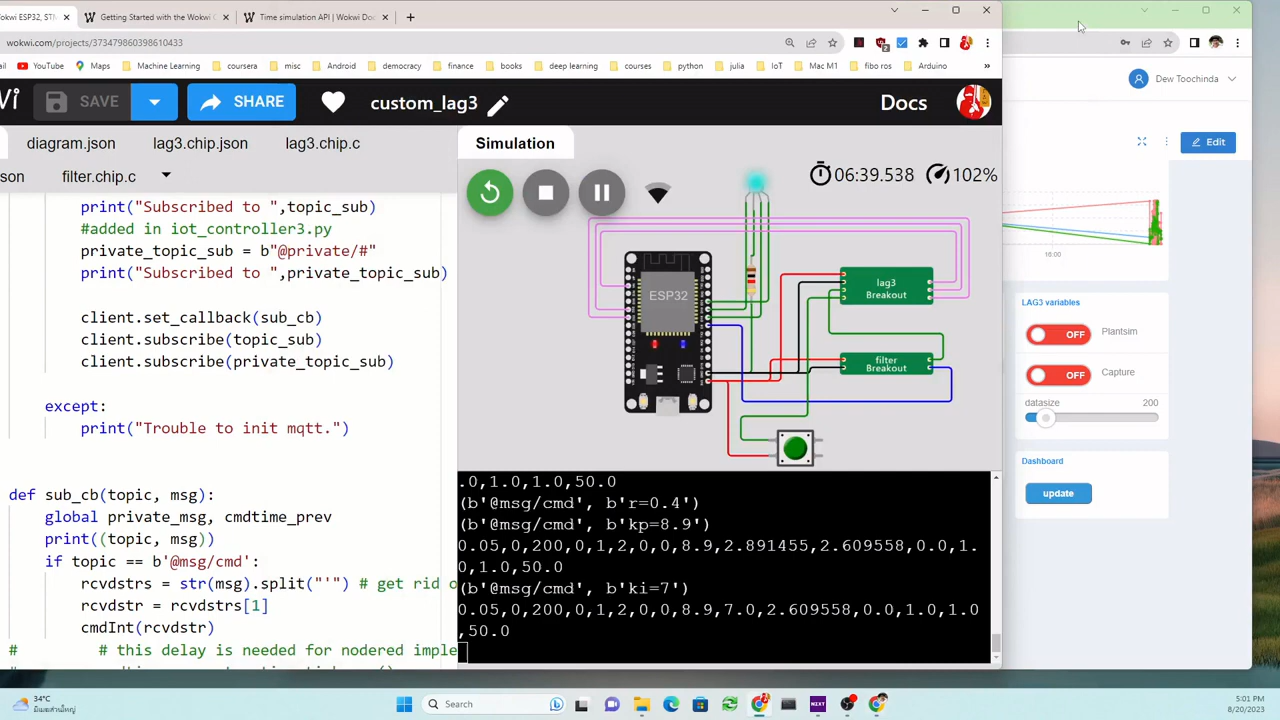 Wokwi ESP32, STM
Getting Started with the Wokwi C
Time simulation API | Wokwi Doc
wokwi.com/projects/373479860398610433
YouTube
Maps
Machine Learning
coursera
misc
Android
democracy
finance
books
deep learning
courses
python
julia
IoT
Mac M1
fibo ros
Arduino
»
SAVE
SHARE
custom_lag3
Docs
Dew Toochinda
diagram.json
lag3.chip.json
lag3.chip.c
Simulation
Edit
son
filter.chip.c
06:39.538
102%
print("Subscribed to ",topic_sub)
#added in iot_controller3.py
private_topic_sub = b"@private/#"
print("Subscribed to ",private_topic_sub)
client.set_callback(sub_cb)
client.subscribe(topic_sub)
client.subscribe(private_topic_sub)
except:
print("Trouble to init mqtt.")
def sub_cb(topic, msg):
global private_msg, cmdtime_prev
print((topic, msg))
if topic == b'@msg/cmd':
rcvdstrs = str(msg).split("'") # get rid o
rcvdstr = rcvdstrs[1]
cmdInt(rcvdstr)
# # this delay is needed for nodered imple
ESP32
lag3
Breakout
filter
Breakout
.0,1.0,1.0,50.0
(b'@msg/cmd', b'r=0.4')
(b'@msg/cmd', b'kp=8.9')
0.05,0,200,0,1,2,0,0,8.9,2.891455,2.609558,0.0,1.
0,1.0,50.0
(b'@msg/cmd', b'ki=7')
0.05,0,200,0,1,2,0,0,8.9,7.0,2.609558,0.0,1.0,1.0
,50.0
LAG3 variables
OFF
Plantsim
OFF
Capture
datasize
200
Dashboard
update
34°C
Search
5:01 PM
8/20/2023